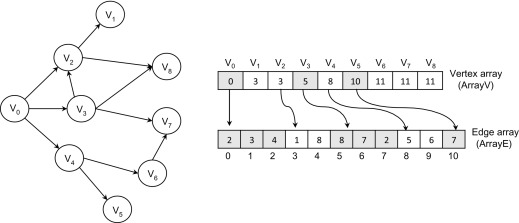 V₁
V₂
V₈
V₀
V₃
V₇
V₄
V₆
V₅
V₀ V₁ V₂ V₃ V₄ V₅ V₆ V₇ V₈
0 3 3 5 8 10 11 11 11
Vertex array
(ArrayV)
2 3 4 1 8 8 7 2 5 6 7
Edge array
(ArrayE)
0 1 2 3 4 5 6 7 8 9 10